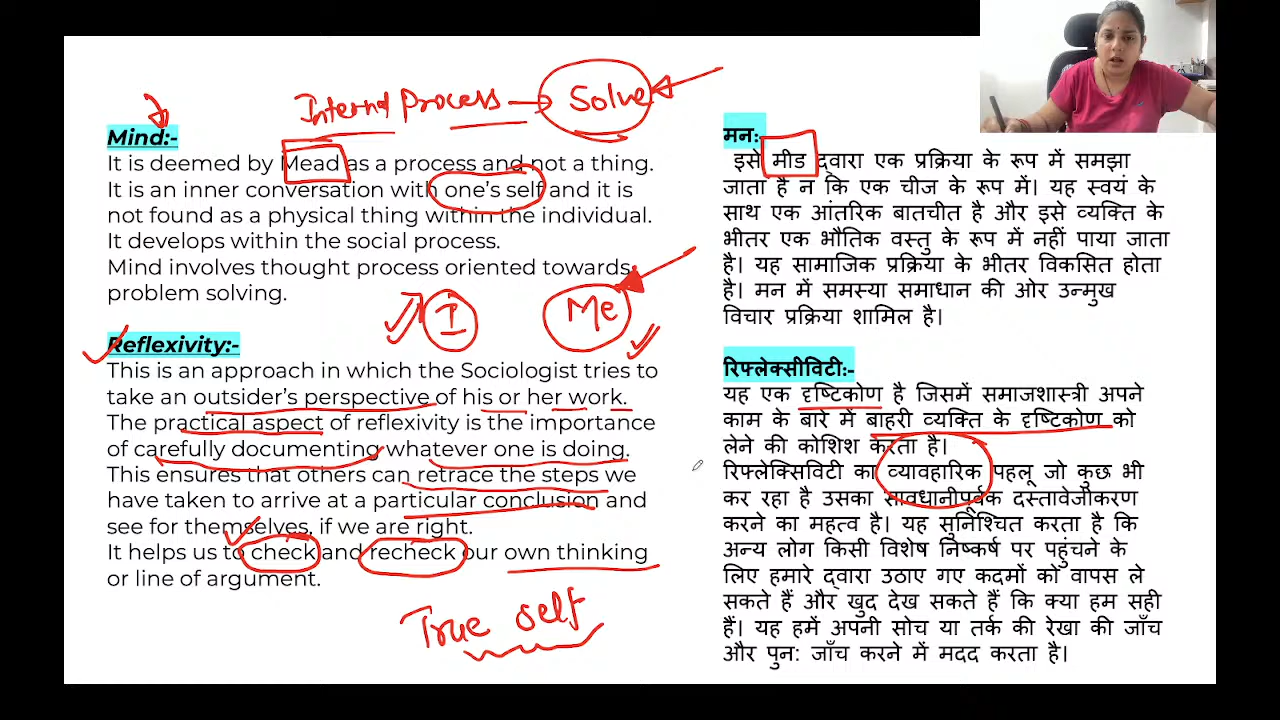 Internal Process Solve
Mind:-
It is deemed by Mead as a process and not a thing.
It is an inner conversation with one's self and it is
not found as a physical thing within the individual.
It develops within the social process.
Mind involves thought process oriented towards
problem solving.
I Me
Reflexivity:-
This is an approach in which the Sociologist tries to
take an outsider's perspective of his or her work.
The practical aspect of reflexivity is the importance
of carefully documenting whatever one is doing.
This ensures that others can retrace the steps we
have taken to arrive at a particular conclusion and
see for themselves, if we are right.
It helps us to check and recheck our own thinking
or line of argument.
True self
मन:
इसे मीड द्वारा एक प्रक्रिया के रूप में समझा
जाता है न कि एक चीज के रूप में। यह स्वयं के
साथ एक आंतरिक बातचीत है और इसे व्यक्ति के
भीतर एक भौतिक वस्तु के रूप में नहीं पाया जाता
है। यह सामाजिक प्रक्रिया के भीतर विकसित होता
है। मन में समस्या समाधान की ओर उन्मुख
विचार प्रक्रिया शामिल है।
रिफ्लेक्सीविटी:-
यह एक दृष्टिकोण है जिसमें समाजशास्त्री अपने
काम के बारे में बाहरी व्यक्ति के दृष्टिकोण को
लेने की कोशिश करता है।
रिफ्लेक्सिविटी का व्यावहारिक पहलू जो कुछ भी
कर रहा है उसका सावधानीपूर्वक दस्तावेजीकरण
करने का महत्व है। यह सुनिश्चित करता है कि
अन्य लोग किसी विशेष निष्कर्ष पर पहुंचने के
लिए हमारे द्वारा उठाए गए कदमों को वापस ले
सकते हैं और खुद देख सकते हैं कि क्या हम सही
हैं। यह हमें अपनी सोच या तर्क की रेखा की जाँच
और पुन: जाँच करने में मदद करता है।